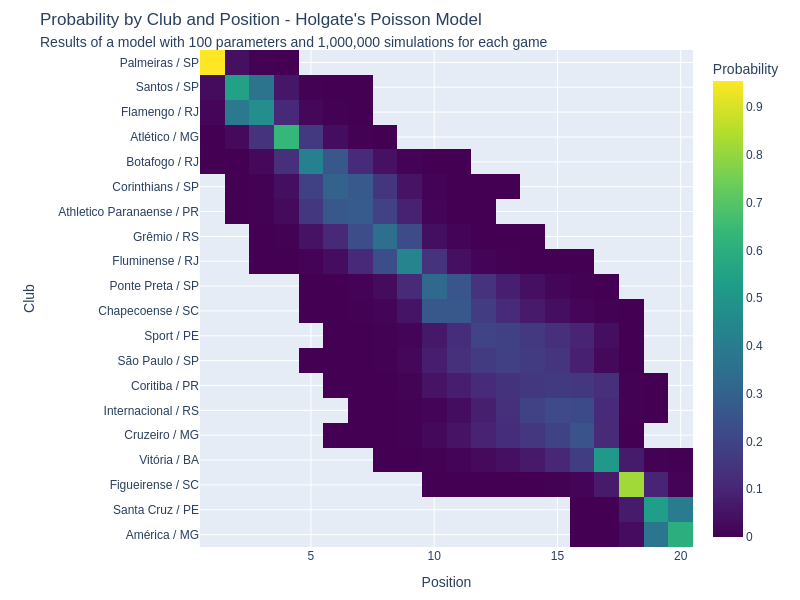 Probability by Club and Position - Holgate's Poisson Model
Results of a model with 100 parameters and 1,000,000 simulations for each game
Probability
Palmeiras / SP
Santos / SP
Flamengo / RJ
Atlético / MG
Botafogo / RJ
Corinthians / SP
Athletico Paranaense / PR
Grêmio / RS
Fluminense / RJ
Ponte Preta / SP
Chapecoense / SC
Sport / PE
São Paulo / SP
Coritiba / PR
Internacional / RS
Cruzeiro / MG
Vitória / BA
Figueirense / SC
Santa Cruz / PE
América / MG
Club
5
10
15
20
Position
0.9
0.8
0.7
0.6
0.5
0.4
0.3
0.2
0.1
0